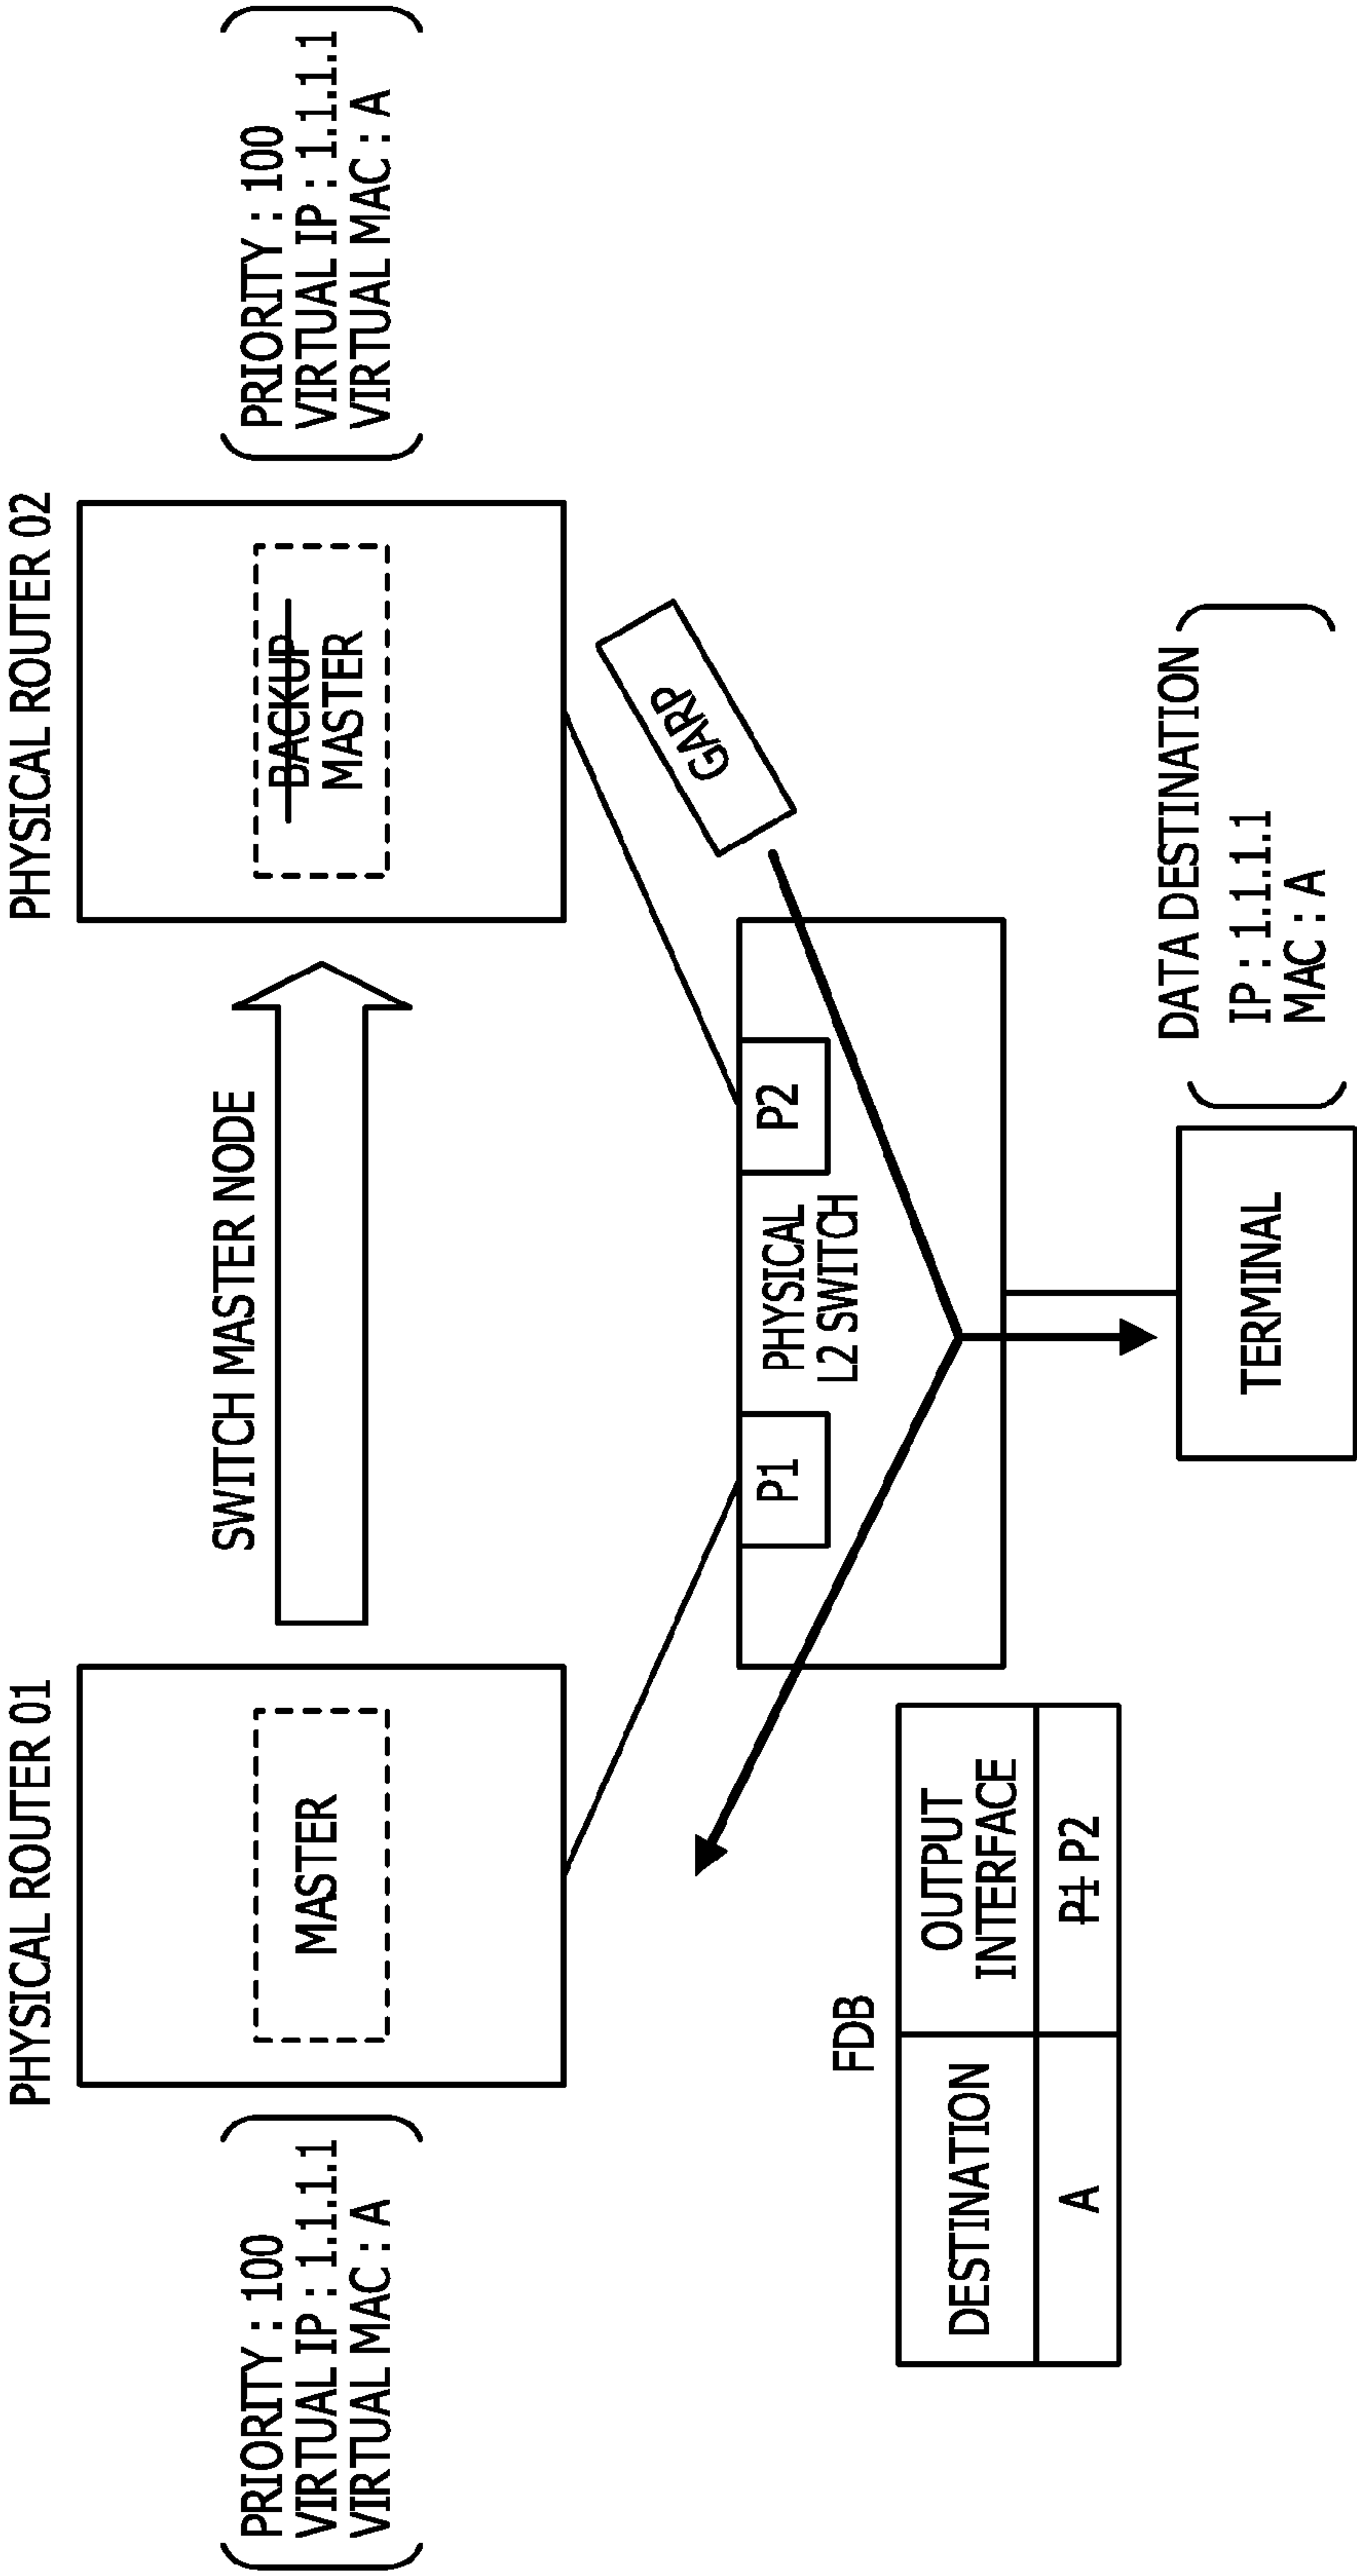 PHYSICAL ROUTER 01
PHYSICAL ROUTER 02
PRIORITY : 100
VIRTUAL IP : 1.1.1.1
VIRTUAL MAC : A
MASTER
SWITCH MASTER NODE
BACKUP
MASTER
PRIORITY : 100
VIRTUAL IP : 1.1.1.1
VIRTUAL MAC : A
GARP
P1
P2
PHYSICAL
L2 SWITCH
FDB
DESTINATION
OUTPUT
INTERFACE
A
P1 P2
TERMINAL
DATA DESTINATION
IP : 1.1.1.1
MAC : A